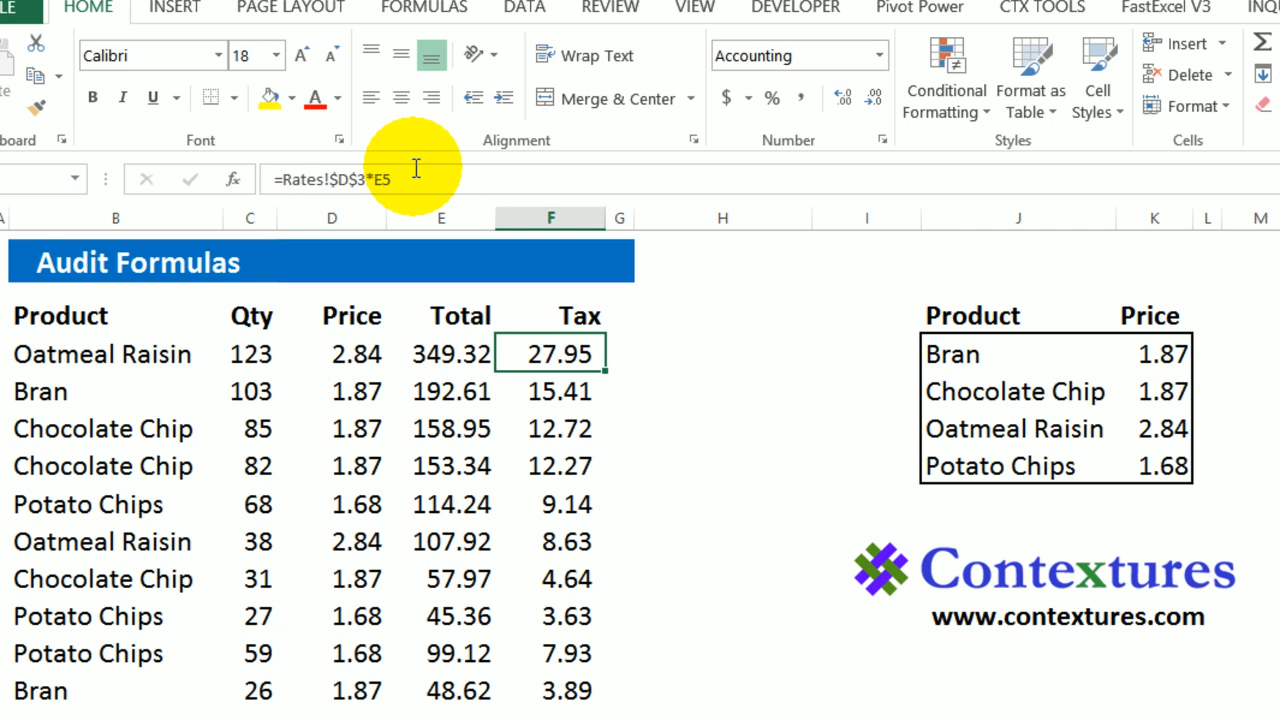 LE HOME INSERT PAGE LAYOUT FORMULAS DATA REVIEW VIEW DEVELOPER Pivot Power CTX TOOLS FastExcel V3 INQU
Calibri 18 A A Wrap Text Accounting Insert
B I U A Merge & Center $ % , .00 Conditional Formatting Format as Table Cell Styles Delete
Format
board Font Alignment Number Styles Cells
fx =Rates!$D$3*E5
A B C D E F G H I J K L M
Audit Formulas
Product Qty Price Total Tax Product Price
Oatmeal Raisin 123 2.84 349.32 27.95 Bran 1.87
Bran 103 1.87 192.61 15.41 Chocolate Chip 1.87
Chocolate Chip 85 1.87 158.95 12.72 Oatmeal Raisin 2.84
Chocolate Chip 82 1.87 153.34 12.27 Potato Chips 1.68
Potato Chips 68 1.68 114.24 9.14
Oatmeal Raisin 38 2.84 107.92 8.63
Chocolate Chip 31 1.87 57.97 4.64 Contextures
Potato Chips 27 1.68 45.36 3.63 www.contextures.com
Potato Chips 59 1.68 99.12 7.93
Bran 26 1.87 48.62 3.89